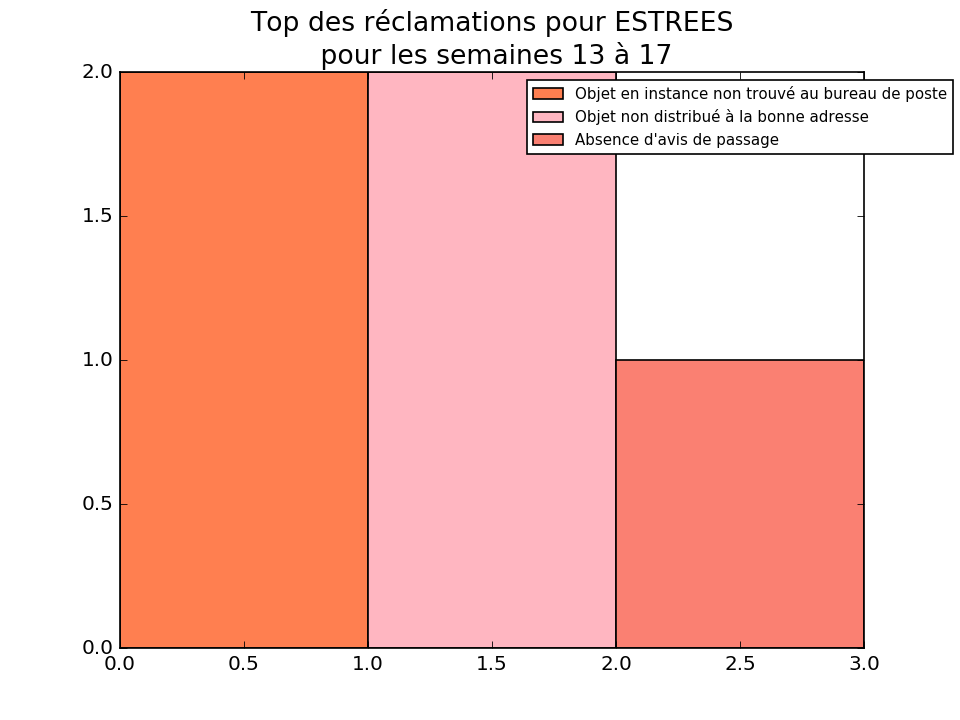 Top des réclamations pour ESTREES
pour les semaines 13 à 17
2.0
Objet en instance non trouvé au bureau de poste
Objet non distribué à la bonne adresse
Absence d'avis de passage
1.5
1.0
0.5
0.0
0.0 0.5 1.0 1.5 2.0 2.5 3.0